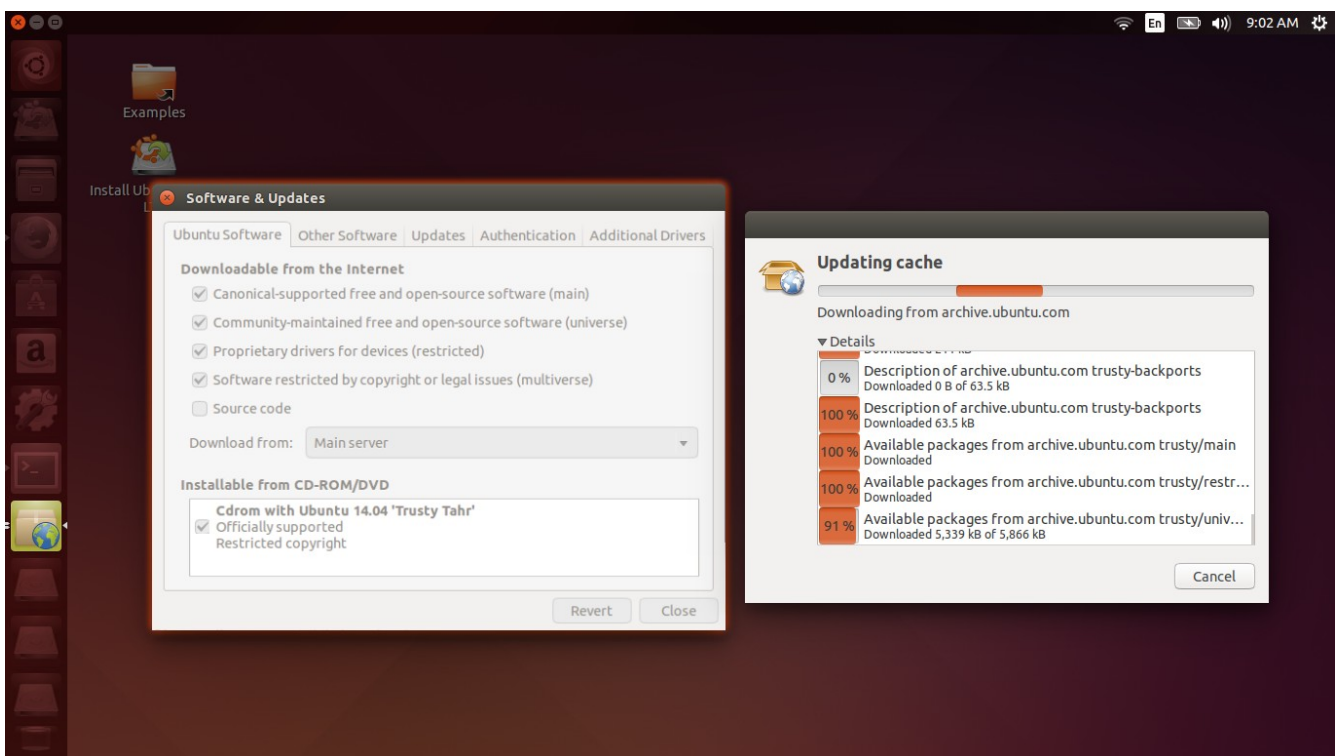 En
9:02 AM
Examples
Install Ub
Software & Updates
Ubuntu Software Other Software Updates Authentication Additional Drivers
Downloadable from the Internet
Canonical-supported free and open-source software (main)
Community-maintained free and open-source software (universe)
Proprietary drivers for devices (restricted)
Software restricted by copyright or legal issues (multiverse)
Source code
Download from: Main server
Installable from CD-ROM/DVD
Cdrom with Ubuntu 14.04 'Trusty Tahr'
Officially supported
Restricted copyright
Revert Close
Updating cache
Downloading from archive.ubuntu.com
Details
0 % Description of archive.ubuntu.com trusty-backports
Downloaded 0 B of 63.5 kB
100 % Description of archive.ubuntu.com trusty-backports
Downloaded 63.5 kB
100 % Available packages from archive.ubuntu.com trusty/main
Downloaded
100 % Available packages from archive.ubuntu.com trusty/restr...
Downloaded
91 % Available packages from archive.ubuntu.com trusty/univ...
Downloaded 5,339 kB of 5,866 kB
Cancel